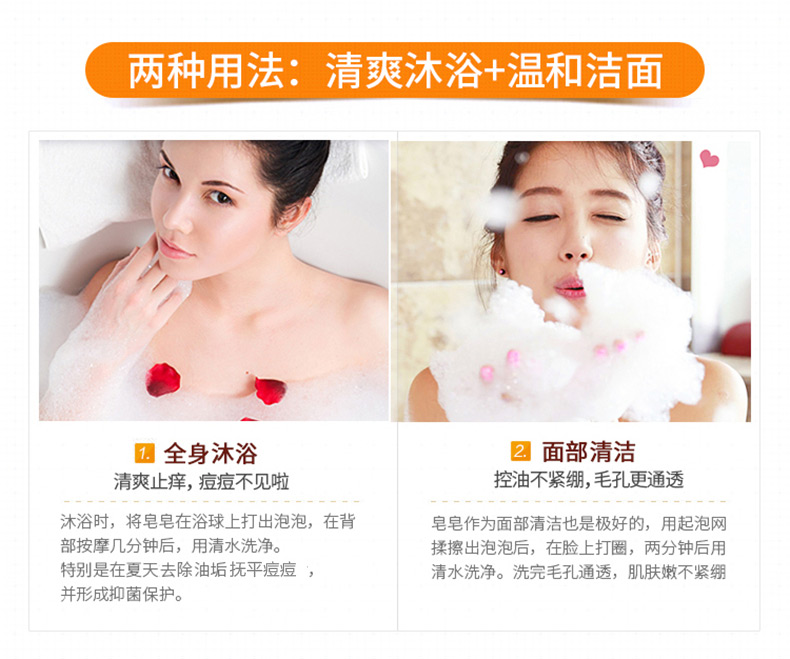 两种用法：清爽沐浴+温和洁面
1. 全身沐浴
清爽止痒，痘痘不见啦
沐浴时，将皂皂在浴球上打出泡泡，在背
部按摩几分钟后，用清水洗净。
特别是在夏天去除油垢 抚平痘痘 ，
并形成抑菌保护。
2. 面部清洁
控油不紧绷，毛孔更通透
皂皂作为面部清洁也是极好的，用起泡网
揉擦出泡泡后，在脸上打圈，两分钟后用
清水洗净。洗完毛孔通透，肌肤嫩不紧绷